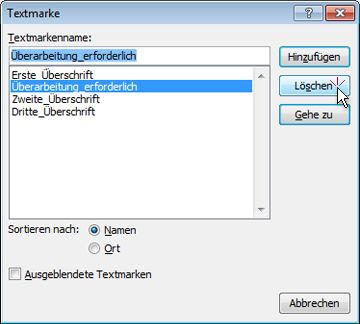 Textmarke
Textmarkenname:
Überarbeitung_erforderlich
Hinzufügen
Erste_Überschrift
Überarbeitung_erforderlich
Zweite_Überschrift
Dritte_Überschrift
Löschen
Gehe zu
Sortieren nach:
Namen
Ort
Ausgeblendete Textmarken
Abbrechen